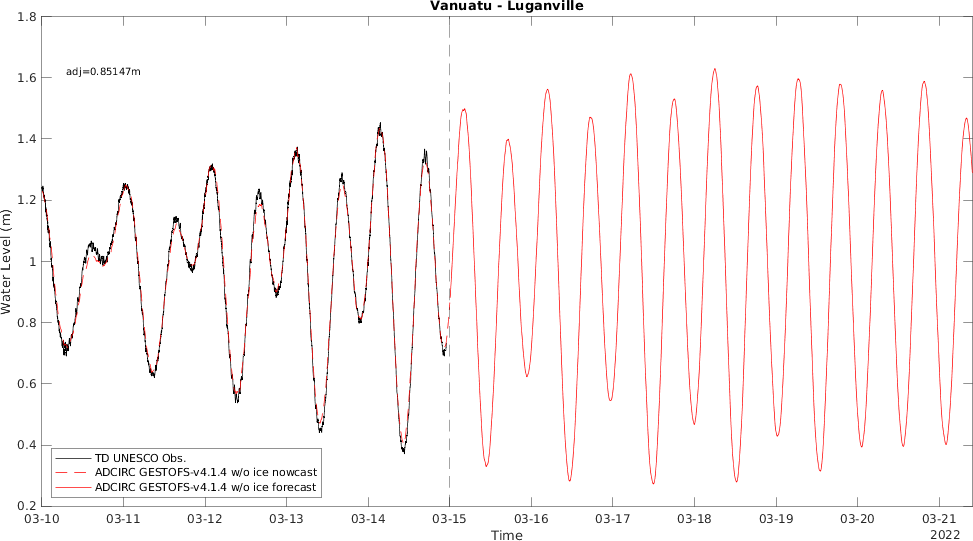 Vanuatu - Luganville
1.8
1.6
1.4
1.2
1
0.8
0.6
0.4
0.2
Water Level (m)
adj=0.85147m
TD UNESCO Obs.
ADCIRC GESTOFS-v4.1.4 w/o ice nowcast
ADCIRC GESTOFS-v4.1.4 w/o ice forecast
03-10 03-11 03-12 03-13 03-14 03-15 03-16 03-17 03-18 03-19 03-20 03-21
Time
2022